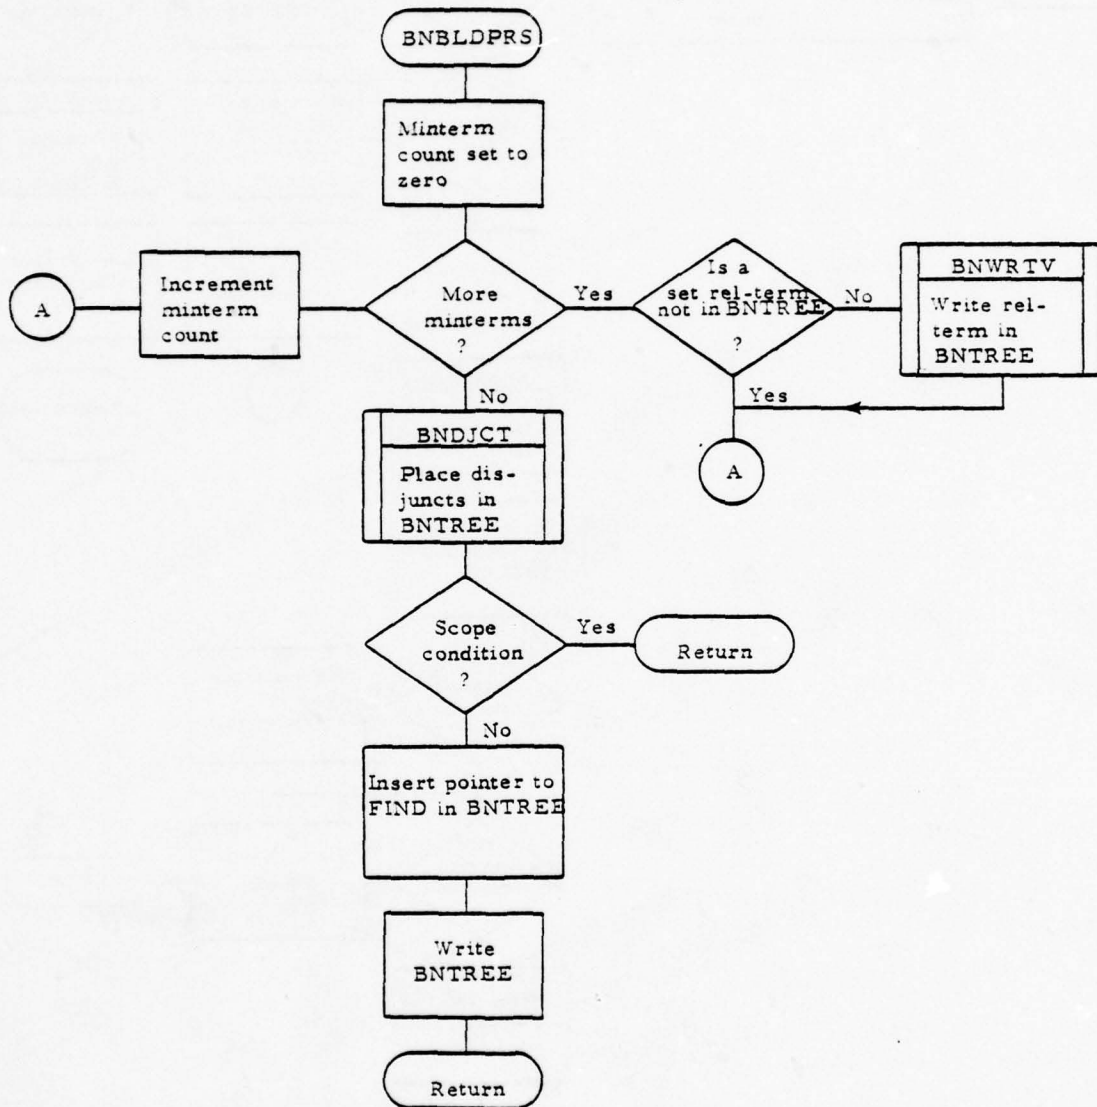 BNBLDPRS
Minterm
count set to
zero
A
Increment
minterm
count
More
minterms
?
Yes
Is a
set rel-term
not in BNTREE
?
No
BNWRTV
Write rel-
term in
BNTREE
Yes
A
No
BNDJCT
Place dis-
juncts in
BNTREE
Scope
condition
?
Yes
Return
No
Insert pointer to
FIND in BNTREE
Write
BNTREE
Return